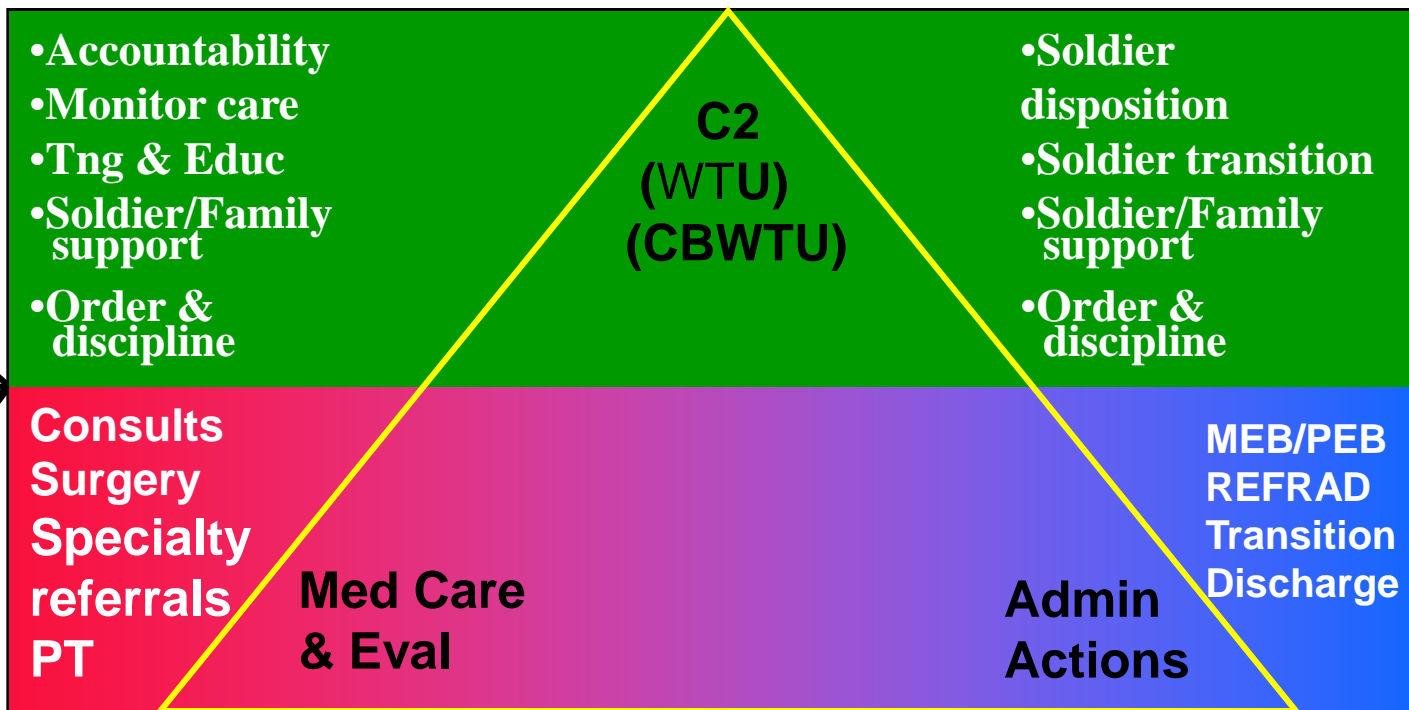 •Accountability
•Monitor care
•Tng & Educ
•Soldier/Family
support
•Order &
discipline
C2
(WTU)
(CBWTU)
•Soldier
disposition
•Soldier transition
•Soldier/Family
support
•Order &
discipline
Consults
Surgery
Specialty
referrals
PT
Med Care
& Eval
Admin
Actions
MEB/PEB
REFRAD
Transition
Discharge